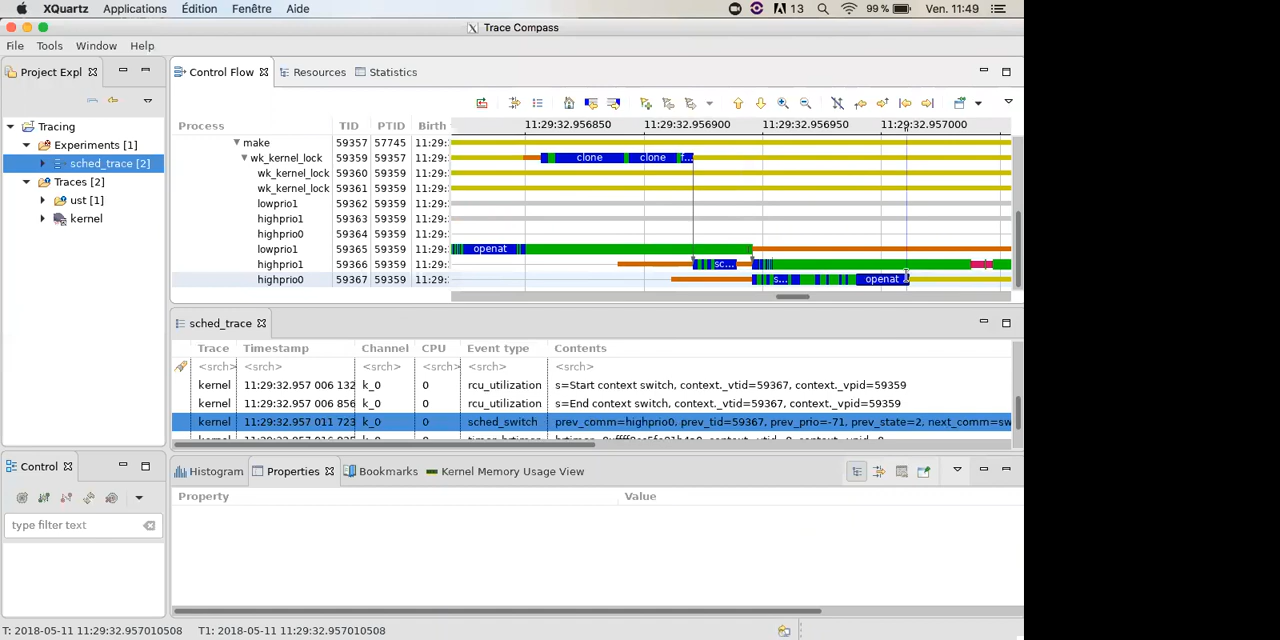 XQuartz Applications Édition Fenêtre Aide 13 99 % Ven. 11:49
Trace Compass
File Tools Window Help
Project Expl Control Flow Resources Statistics
Process TID PTID Birth 11:29:32.956850 11:29:32.956900 11:29:32.956950 11:29:32.957000
Tracing
Experiments [1]
sched_trace [2]
Traces [2]
ust [1]
kernel
make 59357 57745 11:29:
wk_kernel_lock 59359 59357 11:29: clone clone f...
wk_kernel_lock 59360 59359 11:29:
wk_kernel_lock 59361 59359 11:29:
lowprio1 59362 59359 11:29:
highprio1 59363 59359 11:29:
highprio0 59364 59359 11:29:
lowprio1 59365 59359 11:29: openat
highprio1 59366 59359 11:29: sc...
highprio0 59367 59359 11:29: s... openat
sched_trace
Trace Timestamp Channel CPU Event type Contents
<srch> <srch> <srch> <srch> <srch> <srch>
kernel 11:29:32.957 006 132 k_0 0 rcu_utilization s=Start context switch, context._vtid=59367, context._vpid=59359
kernel 11:29:32.957 006 856 k_0 0 rcu_utilization s=End context switch, context._vtid=59367, context._vpid=59359
kernel 11:29:32.957 011 723 k_0 0 sched_switch prev_comm=highprio0, prev_tid=59367, prev_prio=-71, prev_state=2, next_comm=sw
Control Histogram Properties Bookmarks Kernel Memory Usage View
Property Value
type filter text
T: 2018-05-11 11:29:32.957010508 T1: 2018-05-11 11:29:32.957010508